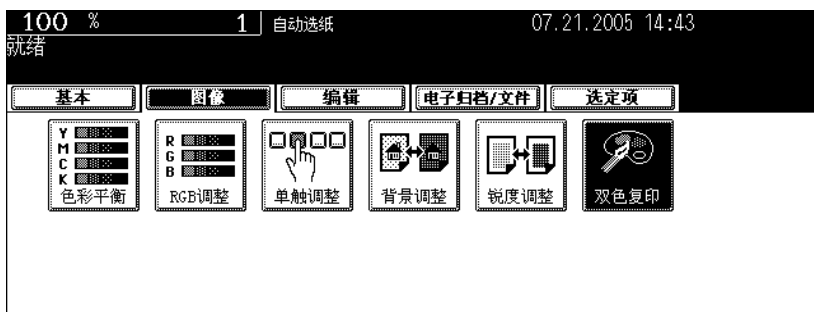 100 % 1 自动选纸 07.21.2005 14:43
就绪
基本 图像 编辑 电子归档/文件 选定项
Y
M
C
K
色彩平衡
R
G
B
RGB调整
单触调整
背景调整
锐度调整
双色复印